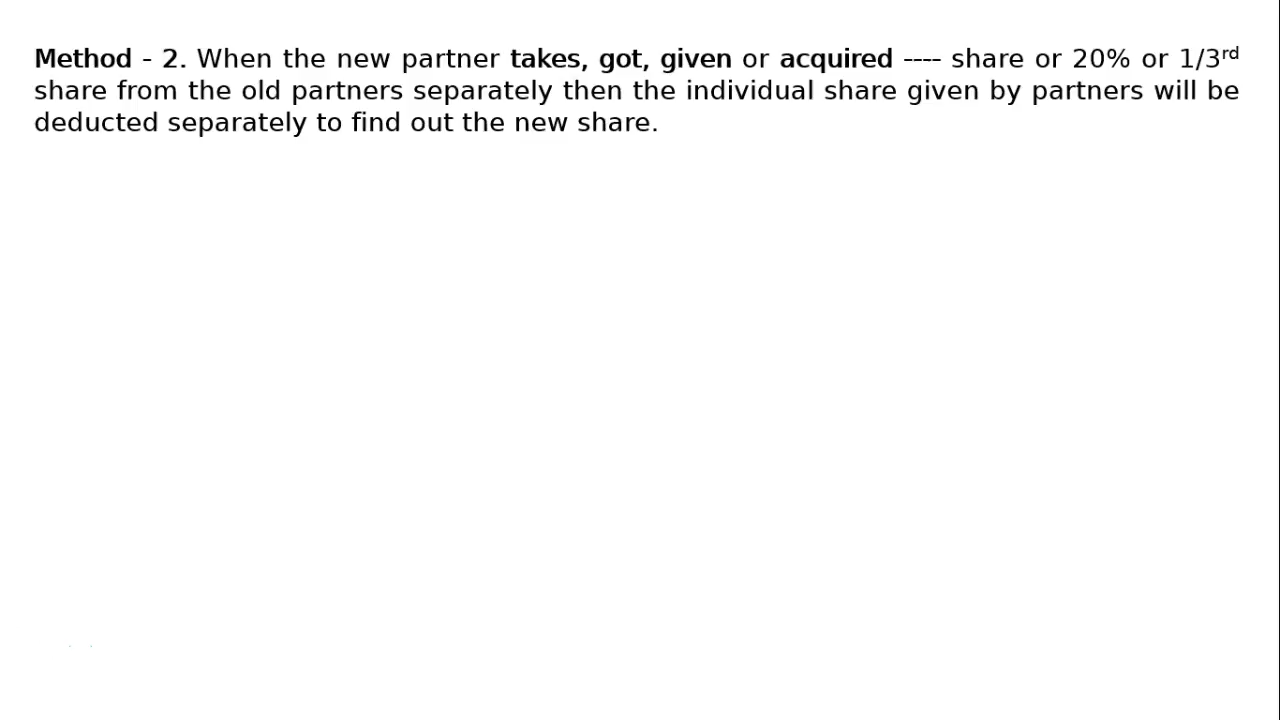 Method - 2. When the new partner takes, got, given or acquired ---- share or 20% or 1/3rd
share from the old partners separately then the individual share given by partners will be
deducted separately to find out the new share.